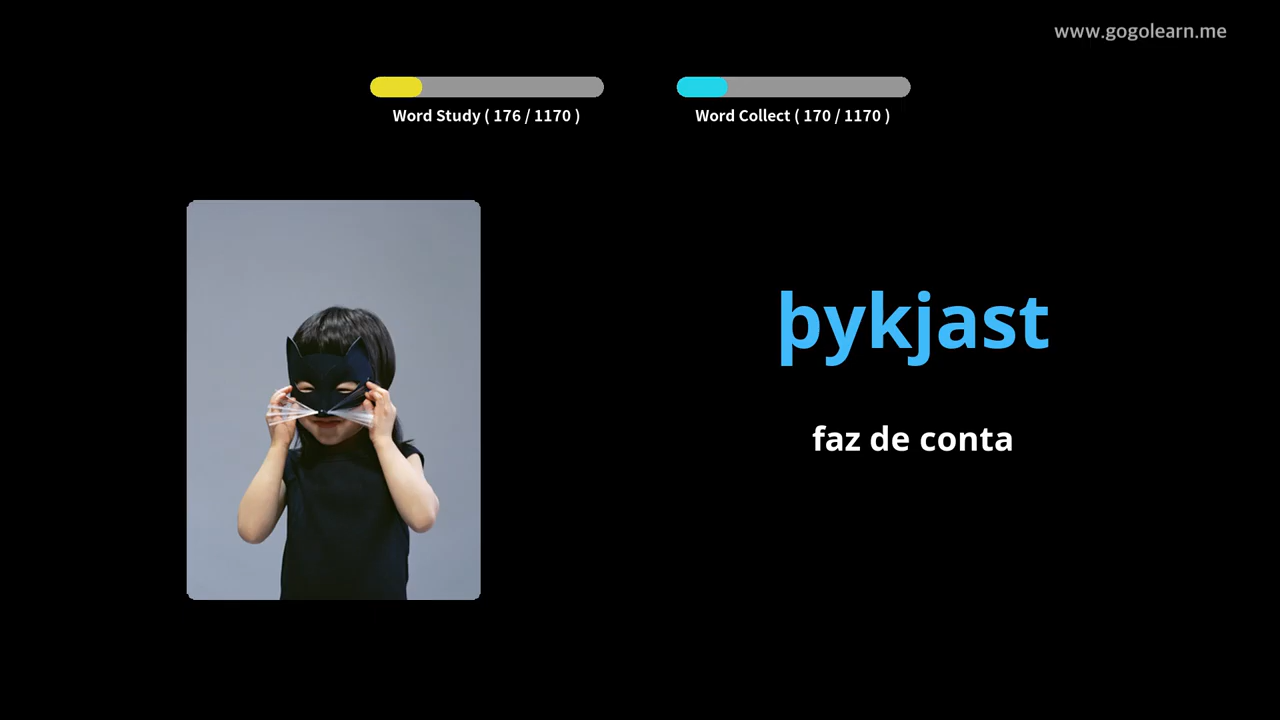 www.gogolearn.me
Word Study ( 176 / 1170 )
Word Collect ( 170 / 1170 )
þykjast
faz de conta